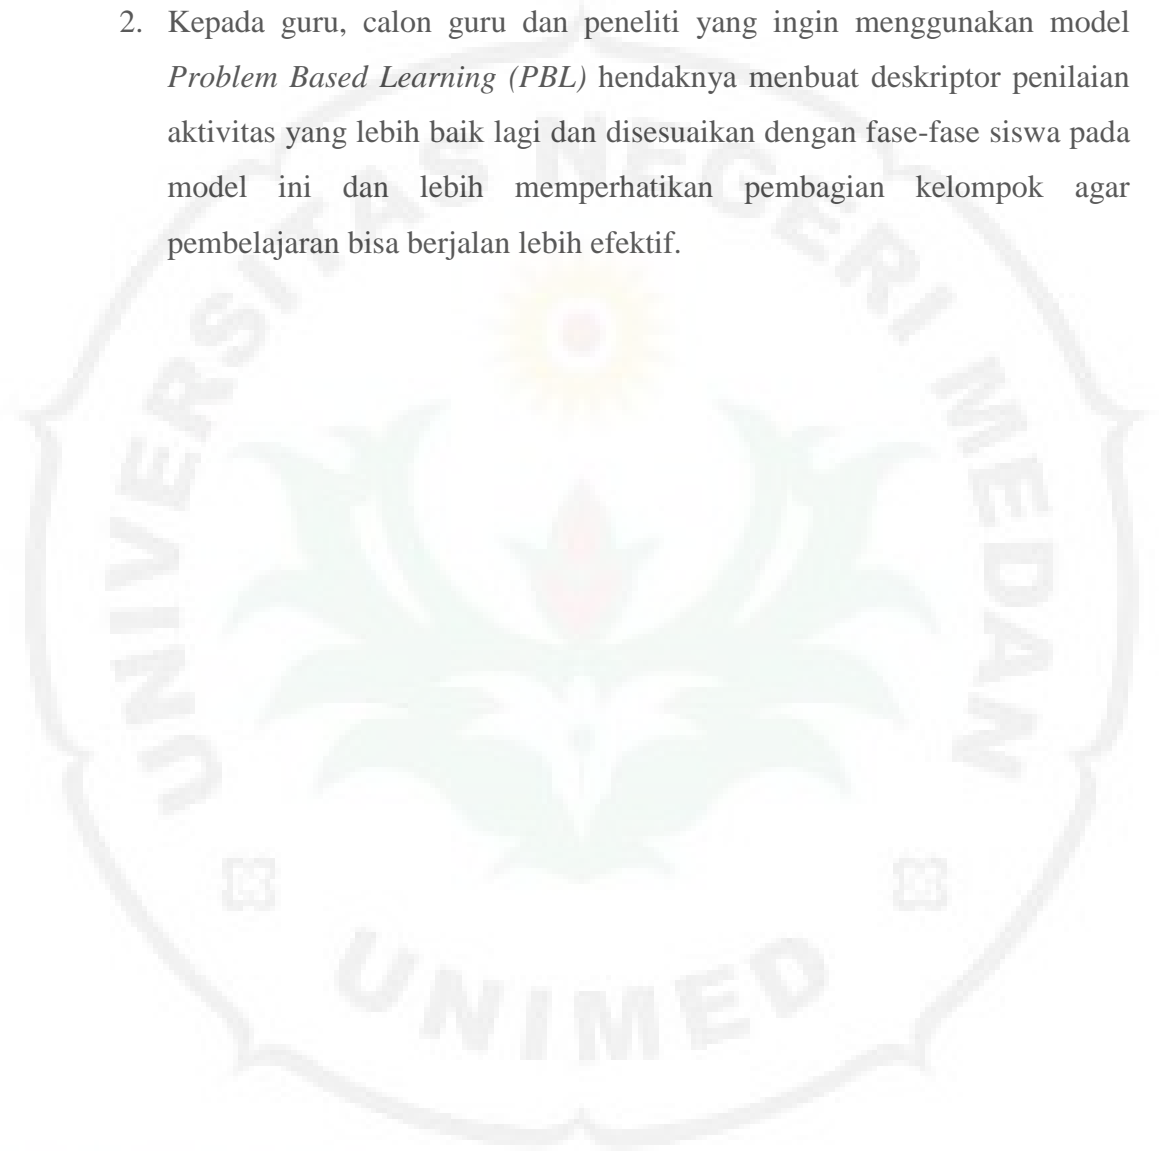 2. Kepada guru, calon guru dan peneliti yang ingin menggunakan model
Problem Based Learning (PBL) hendaknya menbuat deskriptor penilaian
aktivitas yang lebih baik lagi dan disesuaikan dengan fase-fase siswa pada
model ini dan lebih memperhatikan pembagian kelompok agar
pembelajaran bisa berjalan lebih efektif.
UNIVERSITAS NEGERI MEDAN
UNIMED